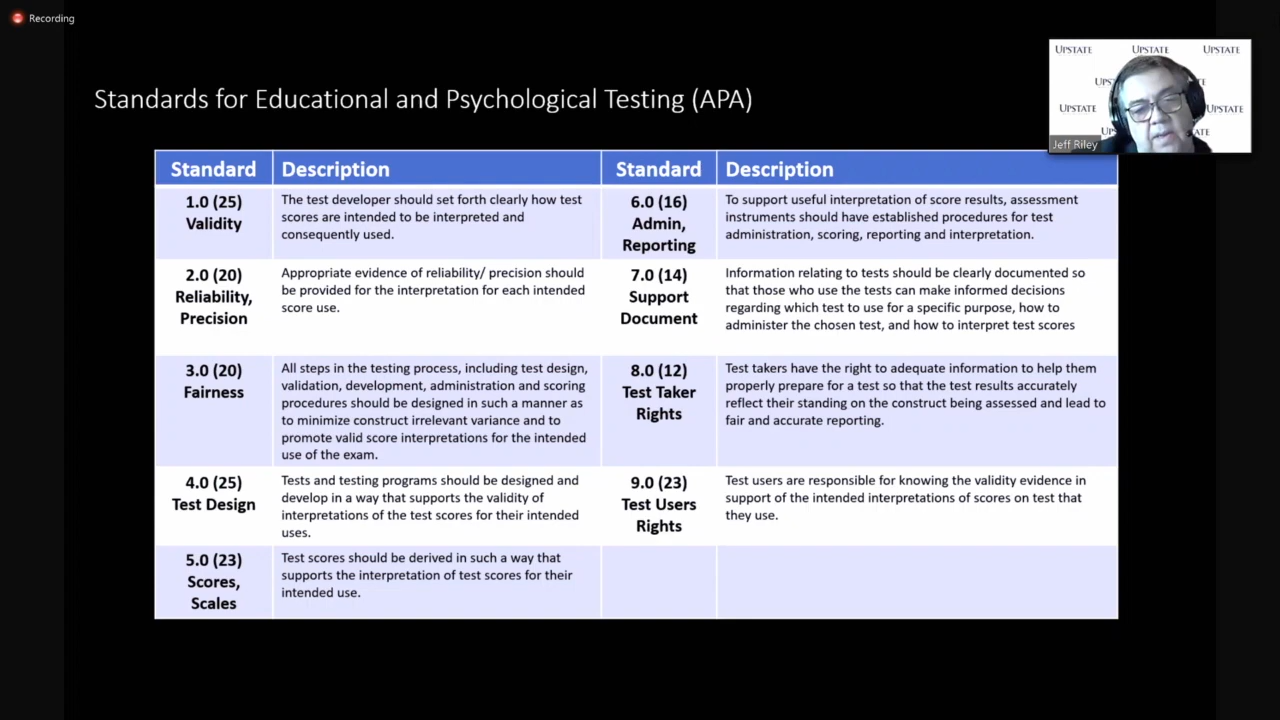 Recording
Standards for Educational and Psychological Testing (APA)
Standard
Description
Standard
Description
1.0 (25)
Validity
The test developer should set forth clearly how test
scores are intended to be interpreted and
consequently used.
6.0 (16)
Admin,
Reporting
To support useful interpretation of score results, assessment
instruments should have established procedures for test
administration, scoring, reporting and interpretation.
2.0 (20)
Reliability,
Precision
Appropriate evidence of reliability/ precision should
be provided for the interpretation for each intended
score use.
7.0 (14)
Support
Document
Information relating to tests should be clearly documented so
that those who use the tests can make informed decisions
regarding which test to use for a specific purpose, how to
administer the chosen test, and how to interpret test scores
3.0 (20)
Fairness
All steps in the testing process, including test design,
validation, development, administration and scoring
procedures should be designed in such a manner as
to minimize construct irrelevant variance and to
promote valid score interpretations for the intended
use of the exam.
8.0 (12)
Test Taker
Rights
Test takers have the right to adequate information to help them
properly prepare for a test so that the test results accurately
reflect their standing on the construct being assessed and lead to
fair and accurate reporting.
4.0 (25)
Test Design
Tests and testing programs should be designed and
develop in a way that supports the validity of
interpretations of the test scores for their intended
uses.
9.0 (23)
Test Users
Rights
Test users are responsible for knowing the validity evidence in
support of the intended interpretations of scores on test that
they use.
5.0 (23)
Scores,
Scales
Test scores should be derived in such a way that
supports the interpretation of test scores for their
intended use.
UPSTATE UPSTATE UPSTATE
UPSTATE UPSTATE
Jeff Riley